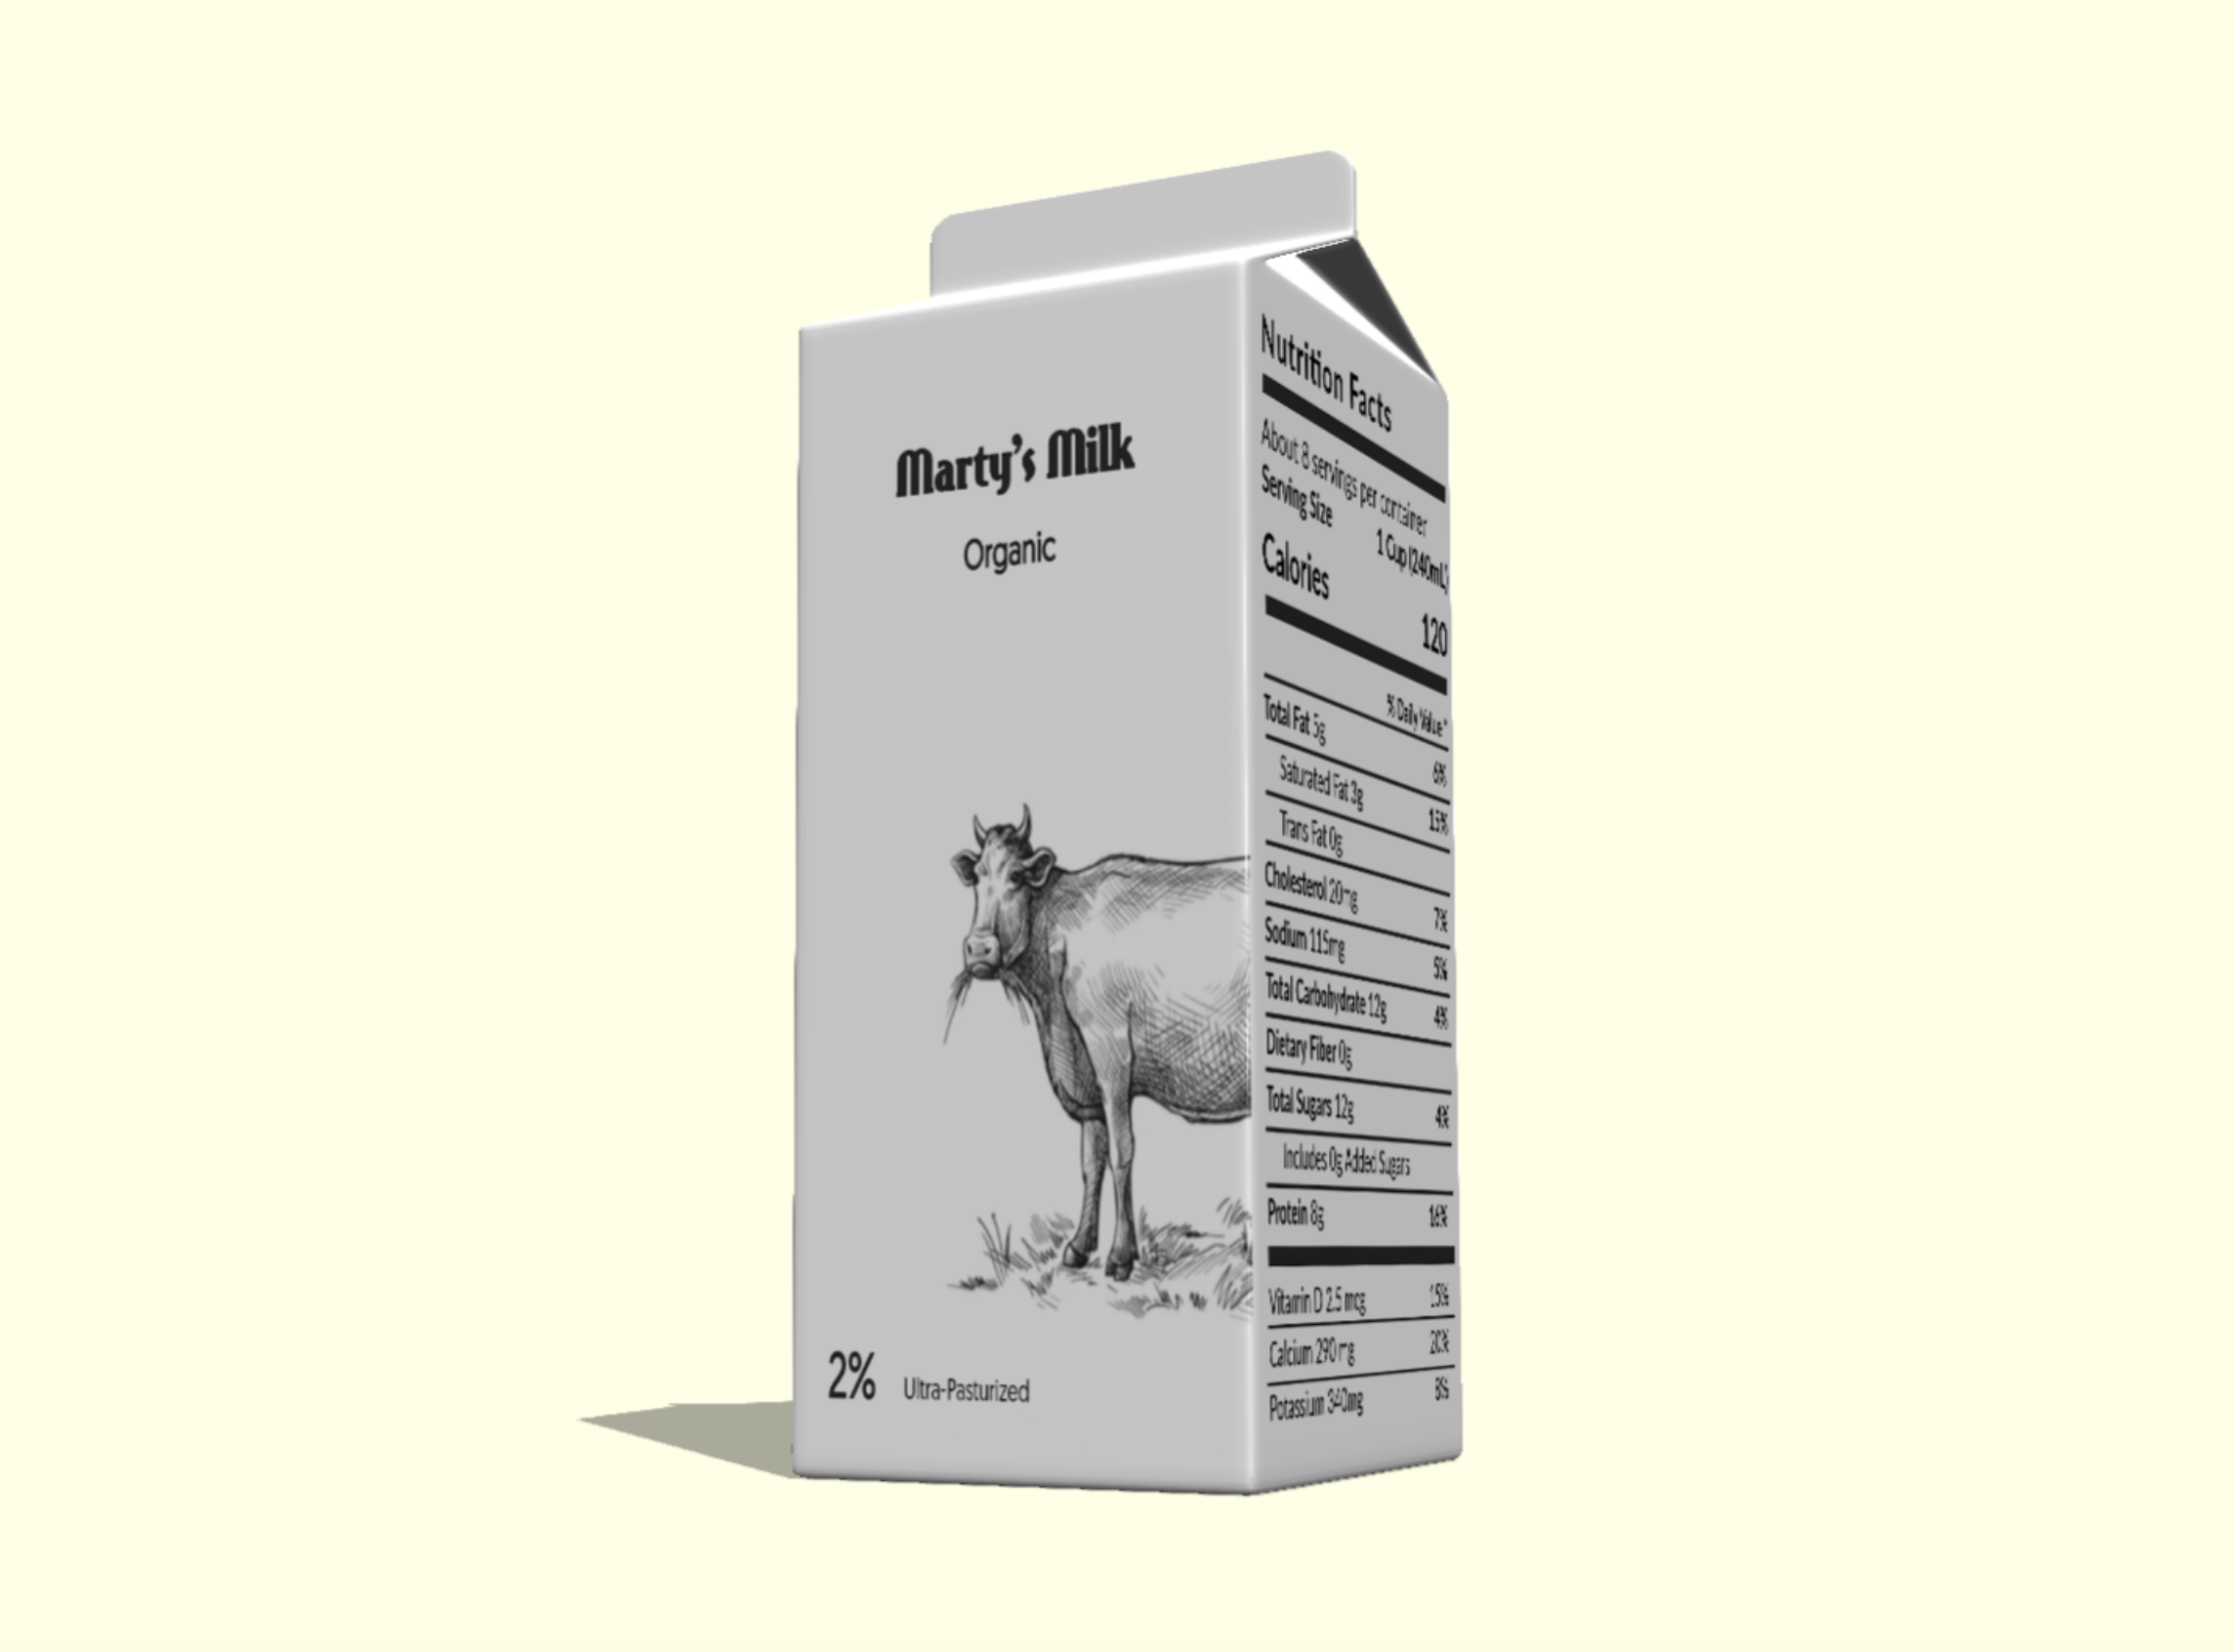 Marty's Milk
Organic
2% Ultra-Pasturized
Nutrition Facts
About 8 servings per container
Serving Size 1 Cup (240mL)
Calories 120
% Daily Value*
Total Fat 5g 6%
Saturated Fat 3g 15%
Trans Fat 0g
Cholesterol 20mg 7%
Sodium 115mg 5%
Total Carbohydrate 12g 4%
Dietary Fiber 0g
Total Sugars 12g 4%
Includes 0g Added Sugars
Protein 8g 16%
Vitamin D 2.5 mcg 15%
Calcium 290mg 20%
Potassium 340mg 8%